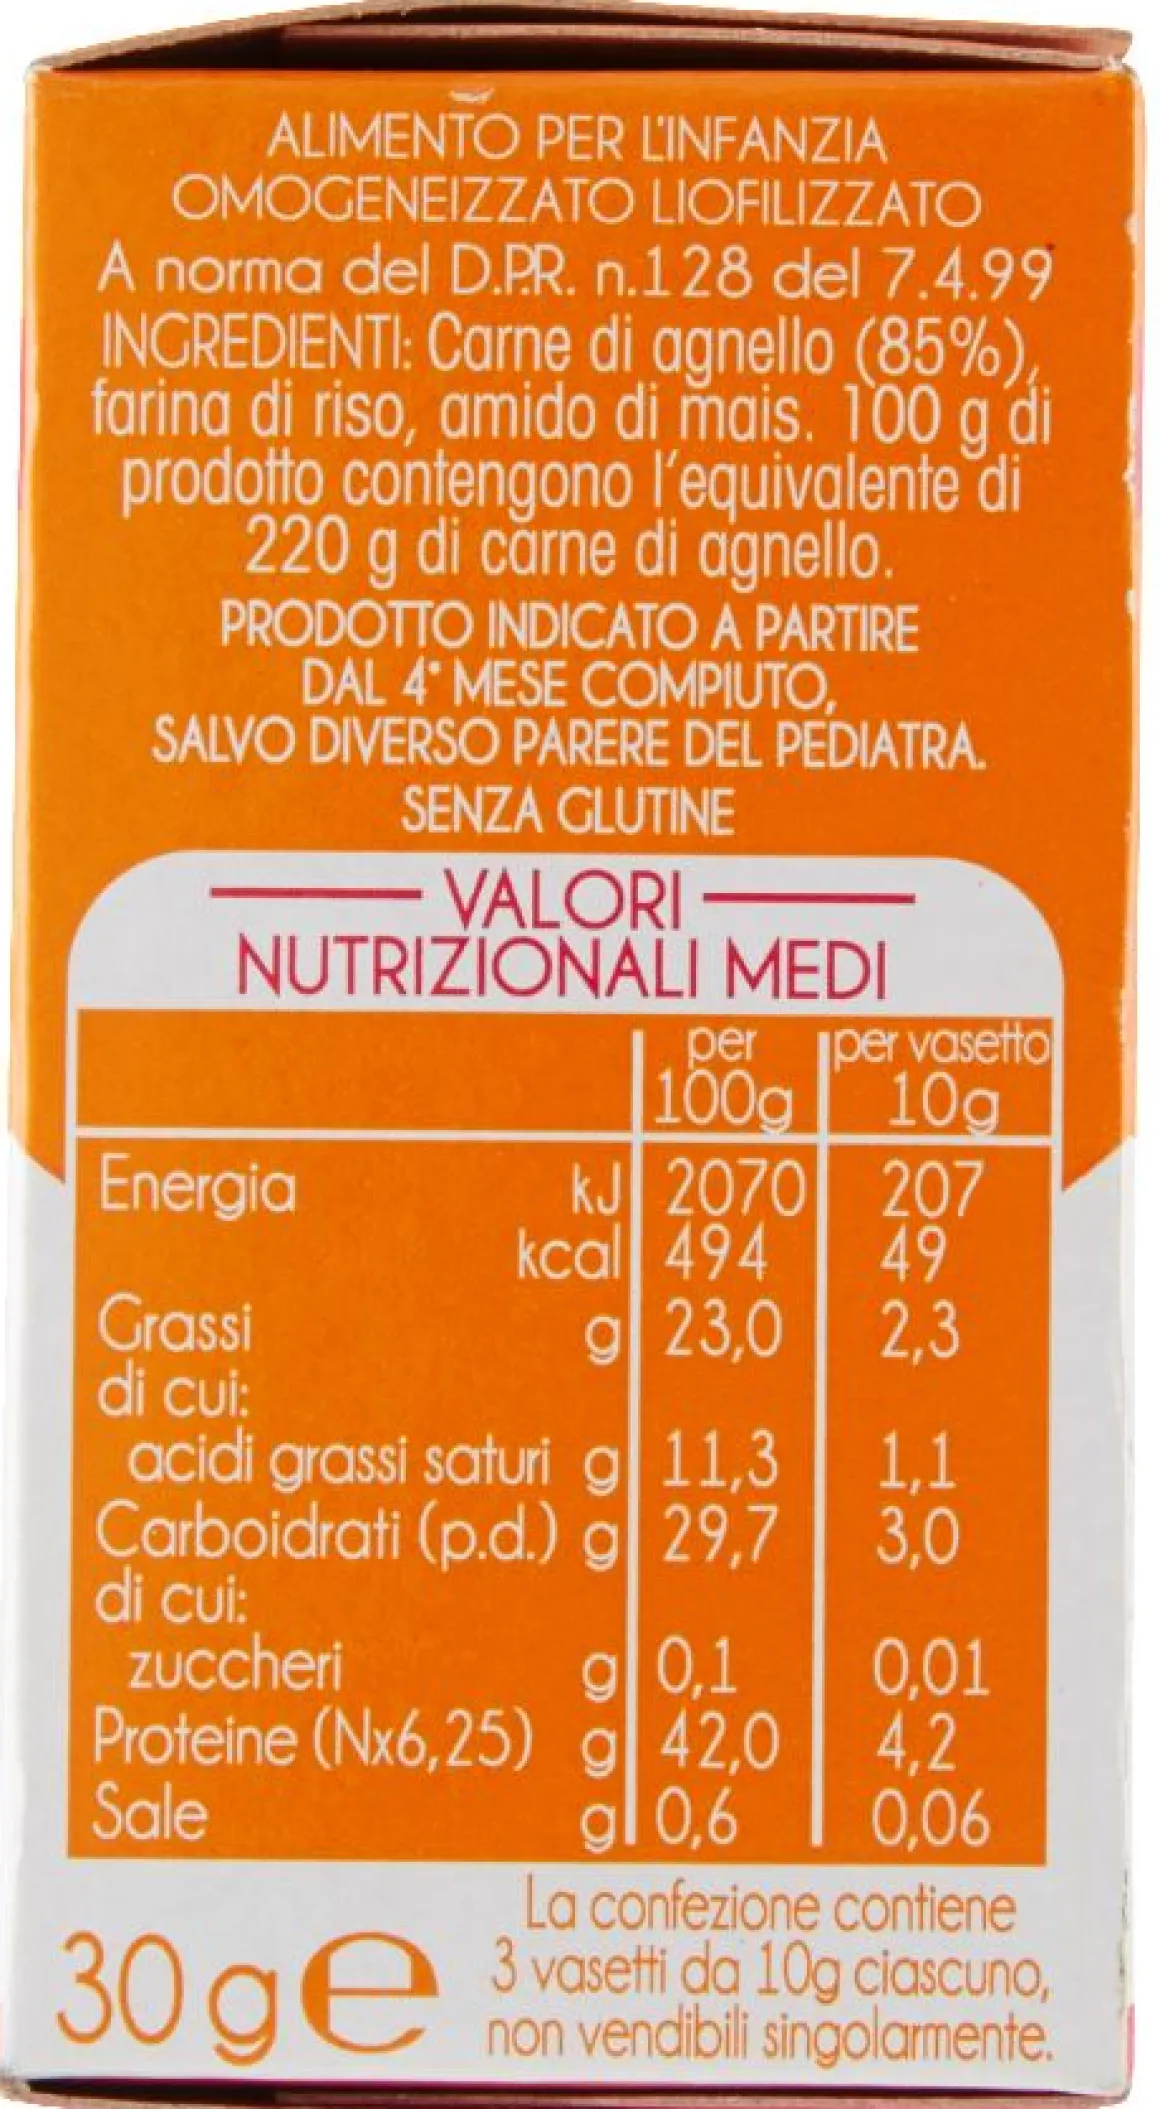 ALIMENTO PER L'INFANZIA
OMOGENEIZZATO LIOFILIZZATO
A norma del D.P.R. n.128 del 7.4.99
INGREDIENTI: Carne di agnello (85%),
farina di riso, amido di mais. 100 g di
prodotto contengono l'equivalente di
220 g di carne di agnello.
PRODOTTO INDICATO A PARTIRE
DAL 4° MESE COMPIUTO,
SALVO DIVERSO PARERE DEL PEDIATRA.
SENZA GLUTINE
VALORI
NUTRIZIONALI MEDI
per 100g per vasetto 10g
Energia kJ 2070 207
kcal 494 49
Grassi g 23,0 2,3
di cui:
acidi grassi saturi g 11,3 1,1
Carboidrati (p.d.) g 29,7 3,0
di cui:
zuccheri g 0,1 0,01
Proteine (Nx6,25) g 42,0 4,2
Sale g 0,6 0,06
30 g e
La confezione contiene
3 vasetti da 10g ciascuno,
non vendibili singolarmente.